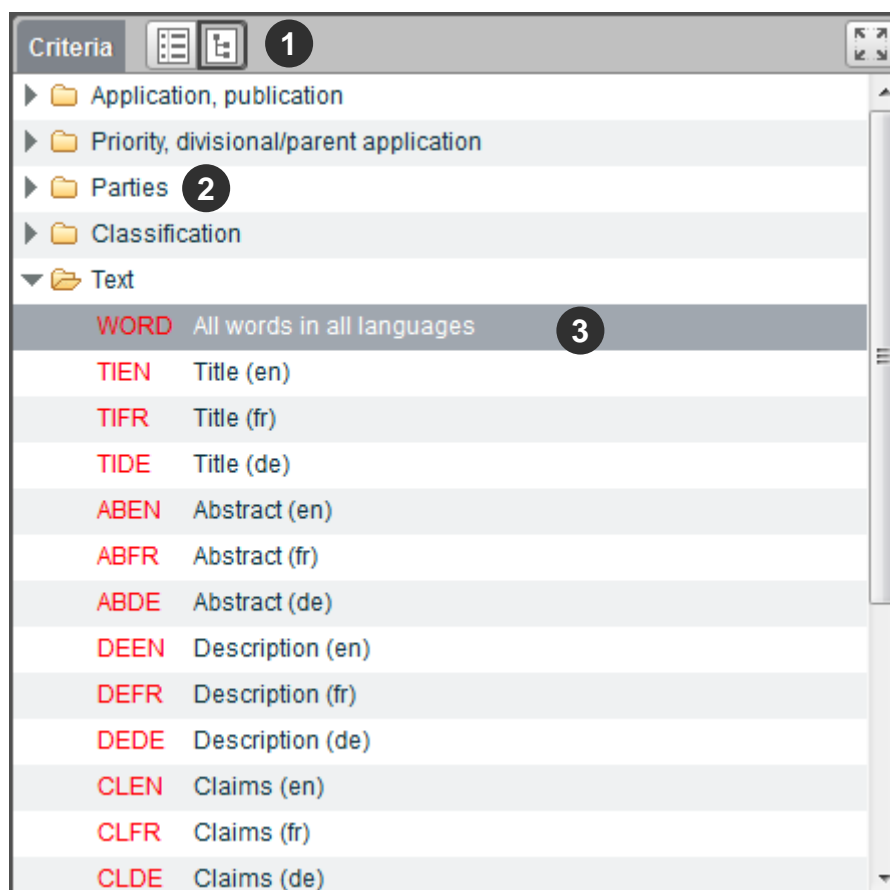 Criteria 1
Application, publication
Priority, divisional/parent application
Parties 2
Classification
Text
WORD All words in all languages 3
TIEN Title (en)
TIFR Title (fr)
TIDE Title (de)
ABEN Abstract (en)
ABFR Abstract (fr)
ABDE Abstract (de)
DEEN Description (en)
DEFR Description (fr)
DEDE Description (de)
CLEN Claims (en)
CLFR Claims (fr)
CLDE Claims (de)